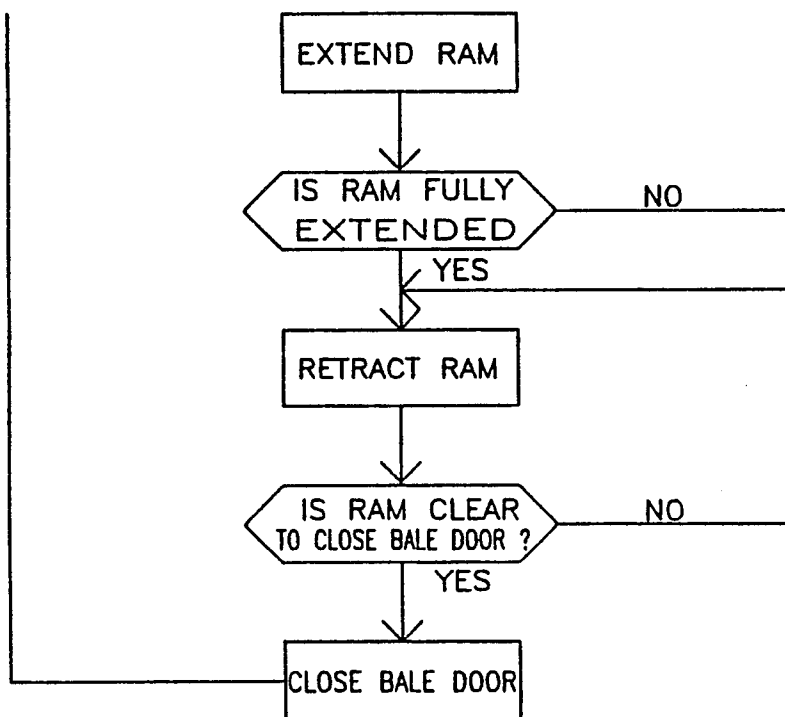 EXTEND RAM
IS RAM FULLY
EXTENDED
NO
YES
RETRACT RAM
IS RAM CLEAR
TO CLOSE BALE DOOR ?
NO
YES
CLOSE BALE DOOR